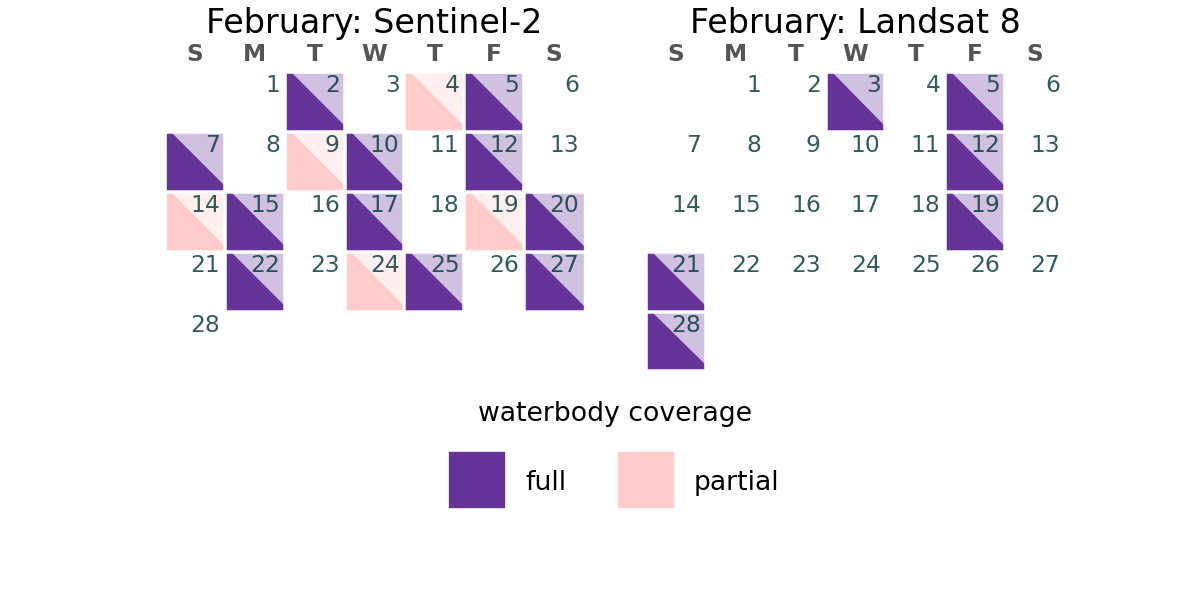 February: Sentinel-2
S M T W T F S
1 2 3 4 5 6
7 8 9 10 11 12 13
14 15 16 17 18 19 20
21 22 23 24 25 26 27
28
February: Landsat 8
S M T W T F S
1 2 3 4 5 6
7 8 9 10 11 12 13
14 15 16 17 18 19 20
21 22 23 24 25 26 27
28
waterbody coverage
full
partial